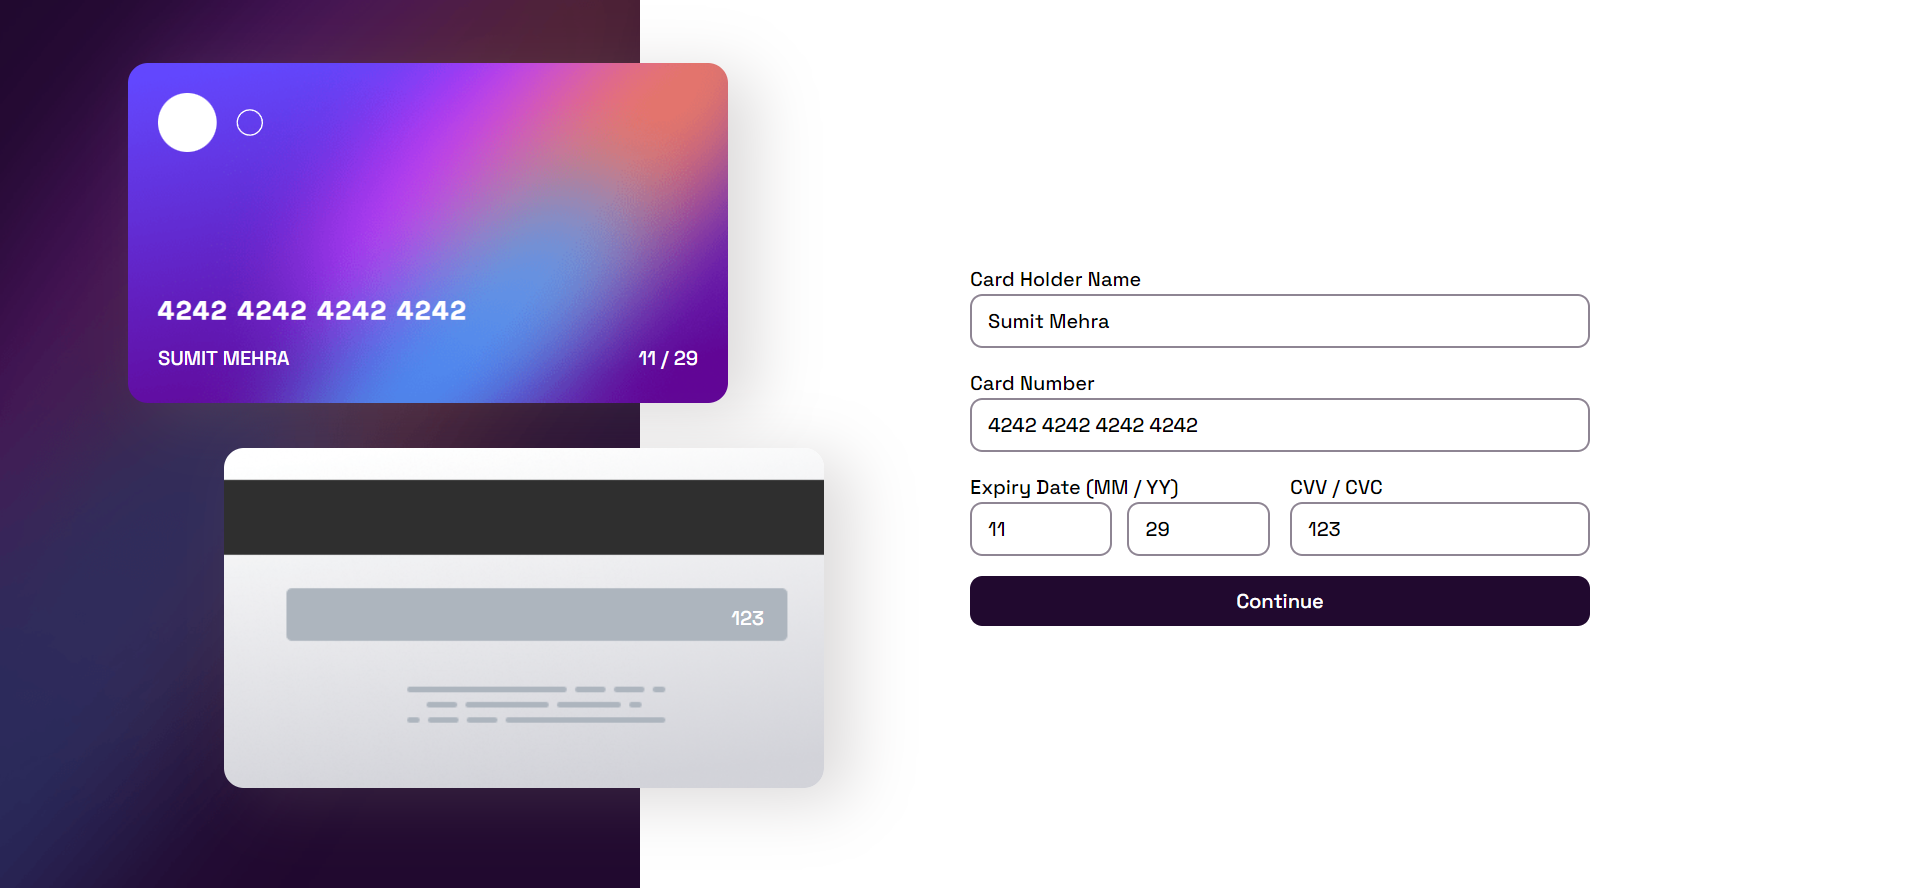 4242 4242 4242 4242
SUMIT MEHRA 11 / 29
123
Card Holder Name
Sumit Mehra
Card Number
4242 4242 4242 4242
Expiry Date (MM / YY) CVV / CVC
11 29 123
Continue